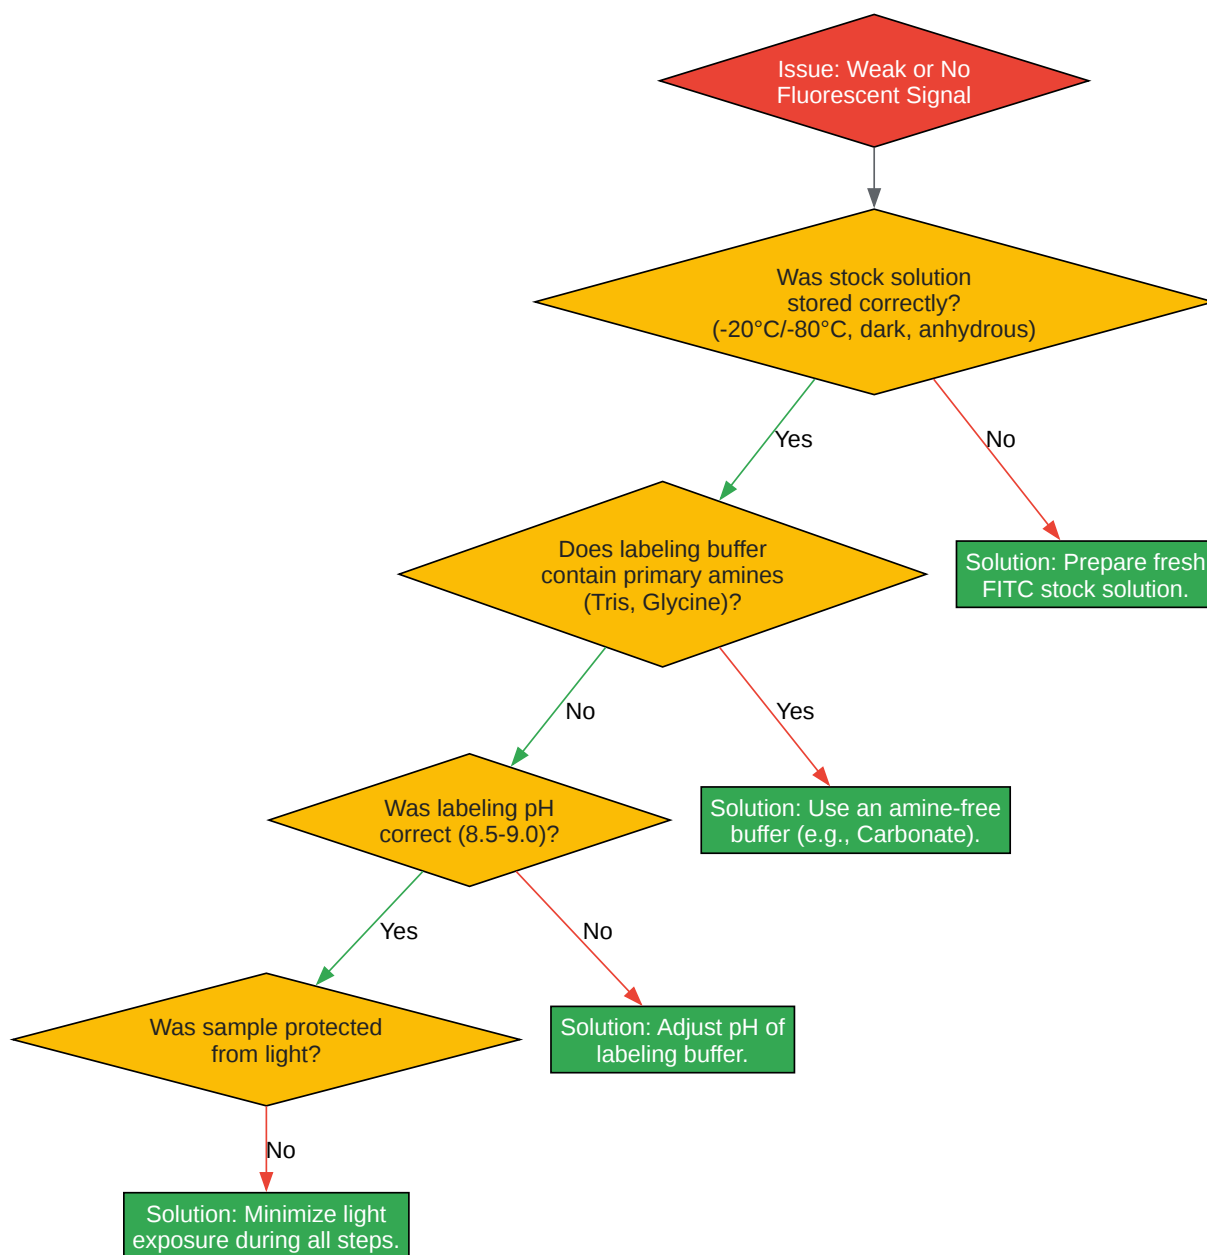 Issue: Weak or No
Fluorescent Signal
Was stock solution
stored correctly?
(-20°C/-80°C, dark, anhydrous)
Yes
No
Does labeling buffer
contain primary amines
(Tris, Glycine)?
Solution: Prepare fresh
FITC stock solution.
No
Yes
Was labeling pH
correct (8.5-9.0)?
Solution: Use an amine-free
buffer (e.g., Carbonate).
Yes
No
Was sample protected
from light?
Solution: Adjust pH of
labeling buffer.
No
Solution: Minimize light
exposure during all steps.